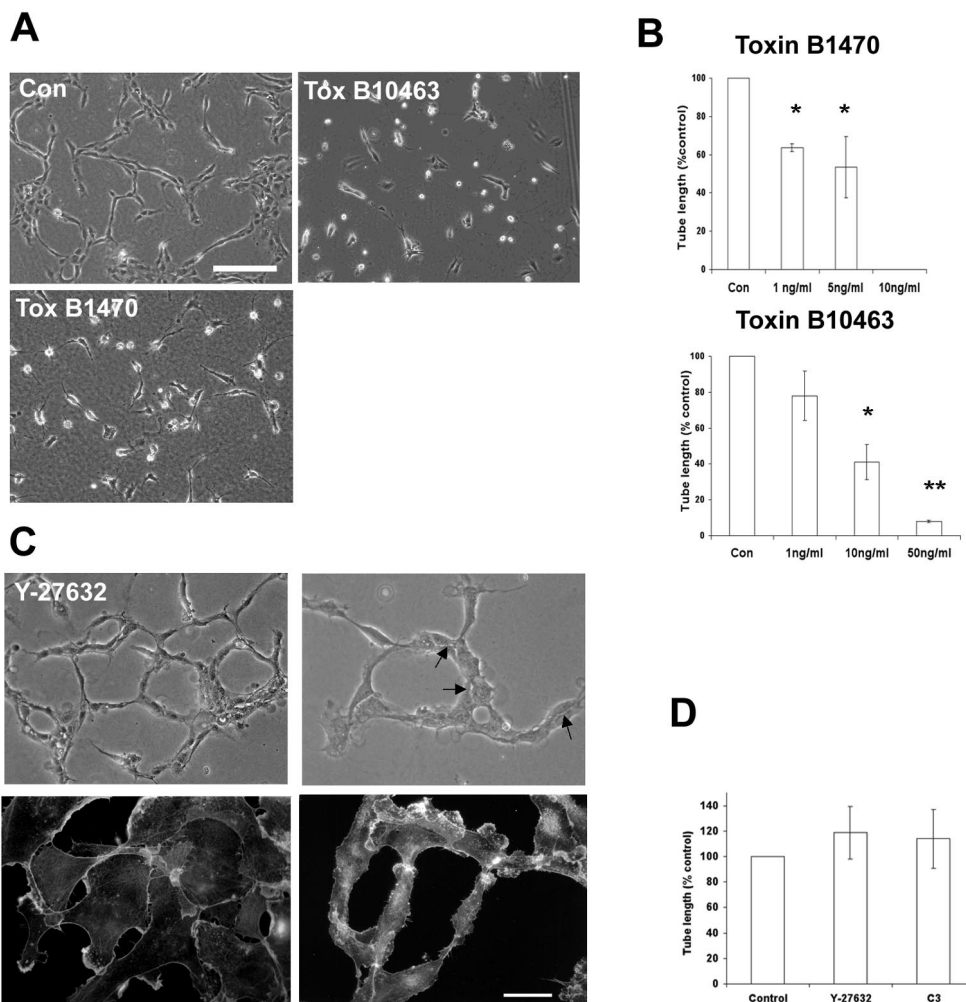 A
Con
Tox B10463
Tox B1470
B
Toxin B1470
Tube length (%control)
100
80
60
40
20
0
*
*
Con
1 ng/ml
5ng/ml
10ng/ml
Toxin B10463
Tube length (% control)
100
80
60
40
20
0
*
**
Con
1ng/ml
10ng/ml
50ng/ml
C
Y-27632
D
Tube length (% control)
140
120
100
80
60
40
20
0
Control
Y-27632
C3